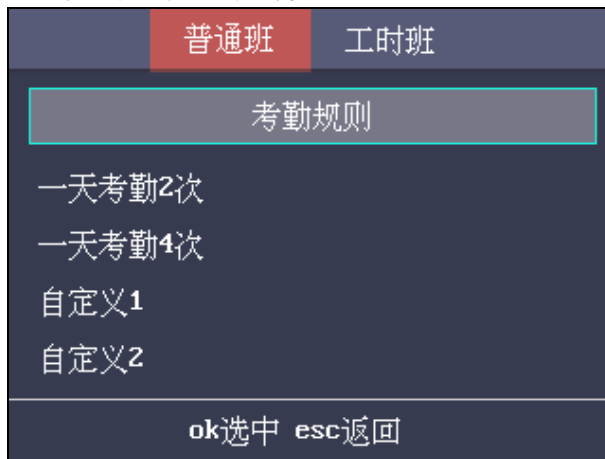 普通班 工时班
考勤规则
一天考勤2次
一天考勤4次
自定义1
自定义2
ok选中 esc返回